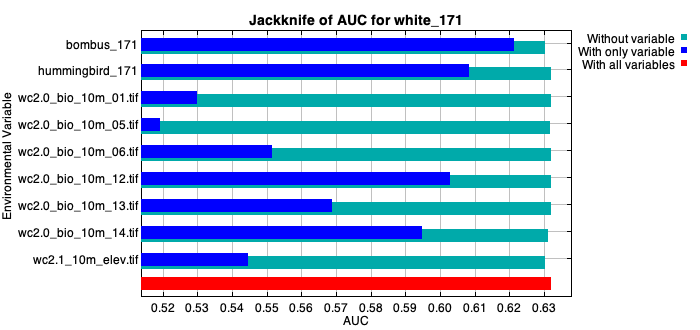 Jackknife of AUC for white_171
Without variable
With only variable
With all variables
Environmental Variable
bombus_171
hummingbird_171
wc2.0_bio_10m_01.tif
wc2.0_bio_10m_05.tif
wc2.0_bio_10m_06.tif
wc2.0_bio_10m_12.tif
wc2.0_bio_10m_13.tif
wc2.0_bio_10m_14.tif
wc2.1_10m_elev.tif
0.52 0.53 0.54 0.55 0.56 0.57 0.58 0.59 0.60 0.61 0.62 0.63
AUC